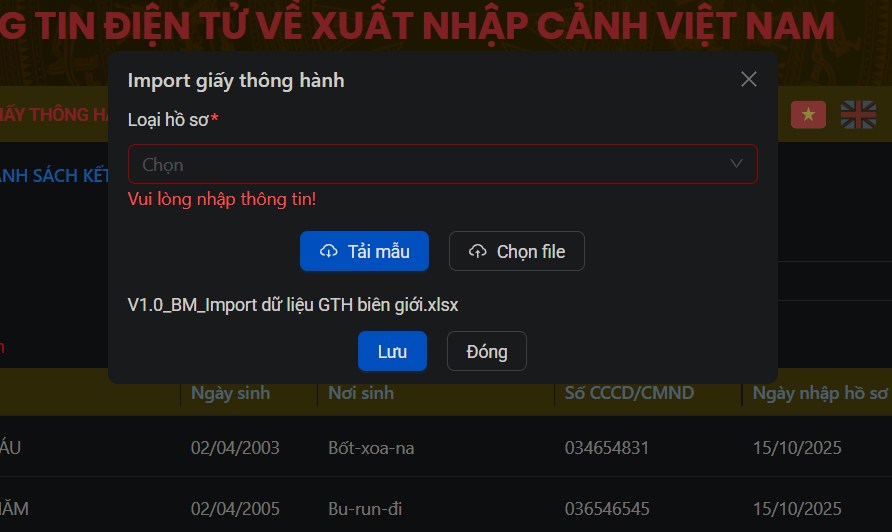 G TIN ĐIỆN TỬ VỀ XUẤT NHẬP CẢNH VIỆT NAM
Import giấy thông hành
IẤY THÔNG H
Loại hồ sơ*
Chọn
ANH SÁCH KẾT
Vui lòng nhập thông tin!
Tải mẫu Chọn file
V1.0_BM_Import dữ liệu GTH biên giới.xlsx
Lưu Đóng
Ngày sinh Nơi sinh Số CCCD/CMND Ngày nhập hồ sơ
ÁU 02/04/2003 Bốt-xoa-na 034654831 15/10/2025
NĂM 02/04/2005 Bu-run-đi 036546545 15/10/2025